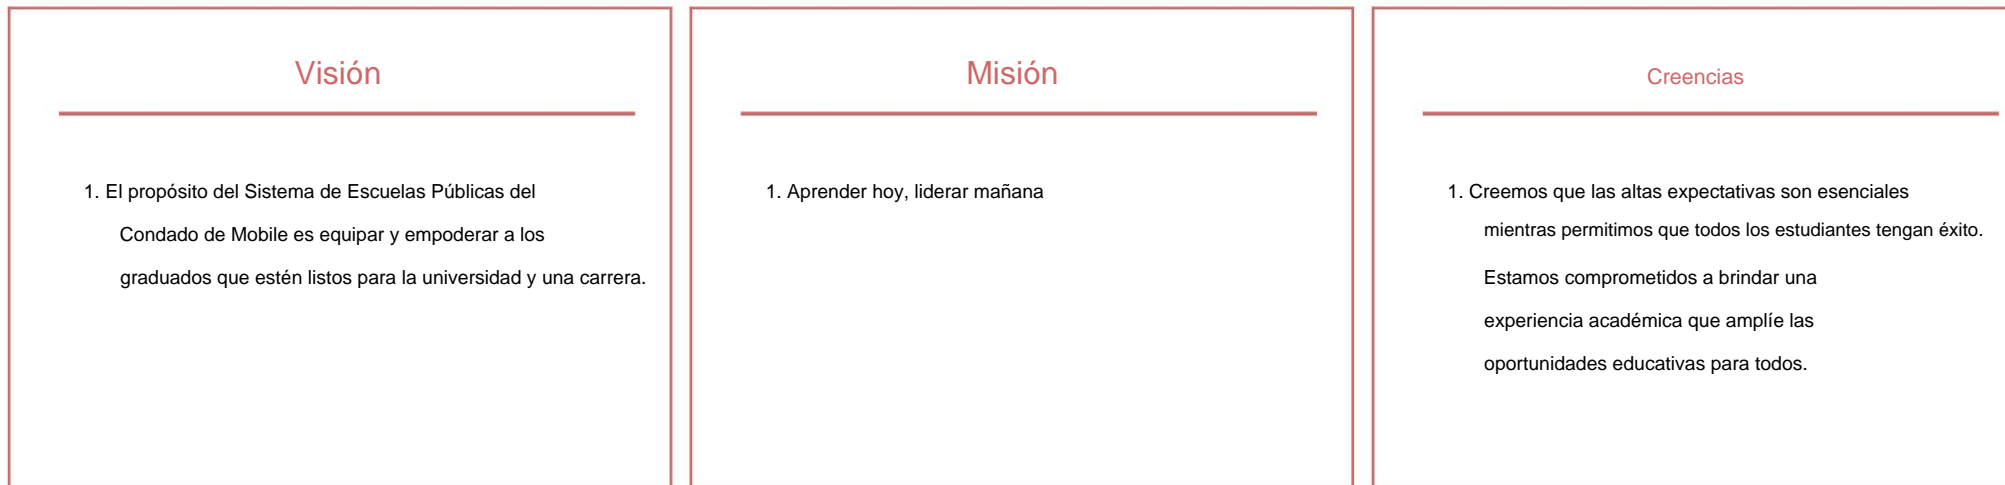 Visión
1. El propósito del Sistema de Escuelas Públicas del
Condado de Mobile es equipar y empoderar a los
graduados que estén listos para la universidad y una carrera.
Misión
1. Aprender hoy, liderar mañana
Creencias
1. Creemos que las altas expectativas son esenciales
mientras permitimos que todos los estudiantes tengan éxito.
Estamos comprometidos a brindar una
experiencia académica que amplíe las
oportunidades educativas para todos.